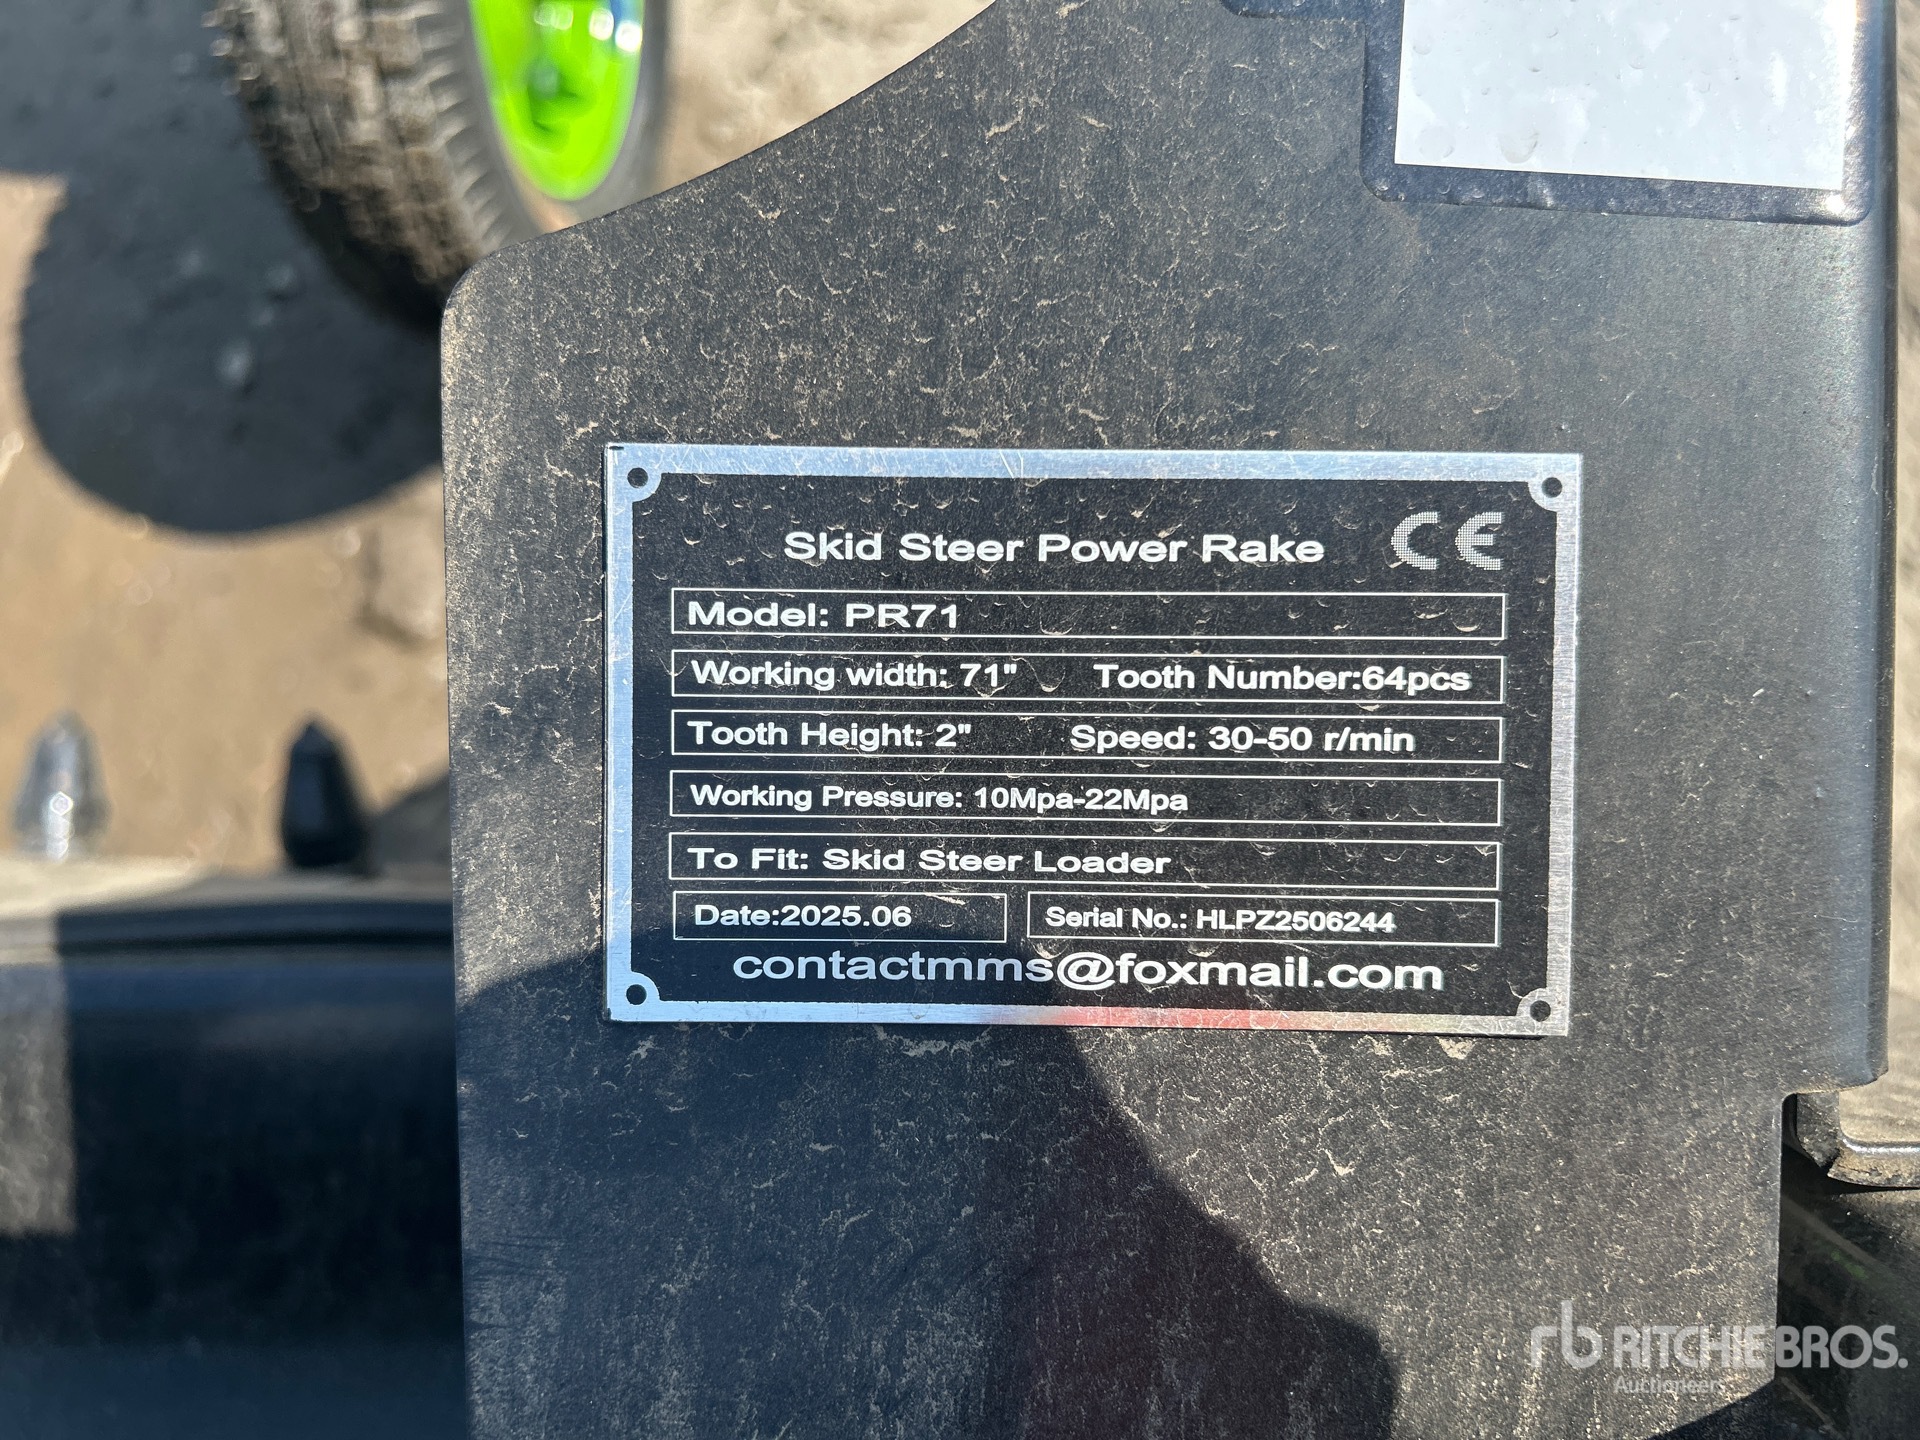 Skid Steer Power Rake CE
Model: PR71
Working width: 71" Tooth Number:64pcs
Tooth Height: 2" Speed: 30-50 r/min
Working Pressure: 10Mpa-22Mpa
To Fit: Skid Steer Loader
Date:2025.06 Serial No.: HLPZ2506244
contactmms@foxmail.com
rb RITCHIE BROS.
Auctioneers